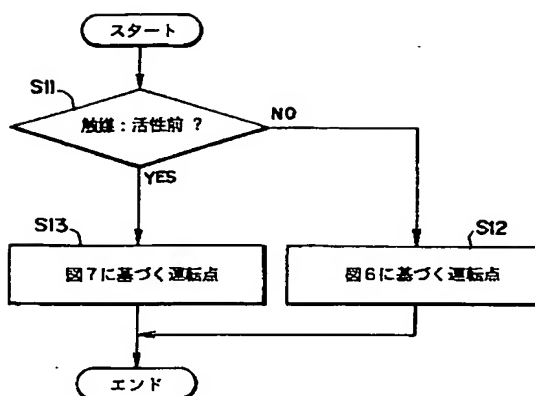 スタート
S11
触媒：活性前 ？
NO
YES
S13
S12
図7に基づく運転点
図6に基づく運転点
エンド